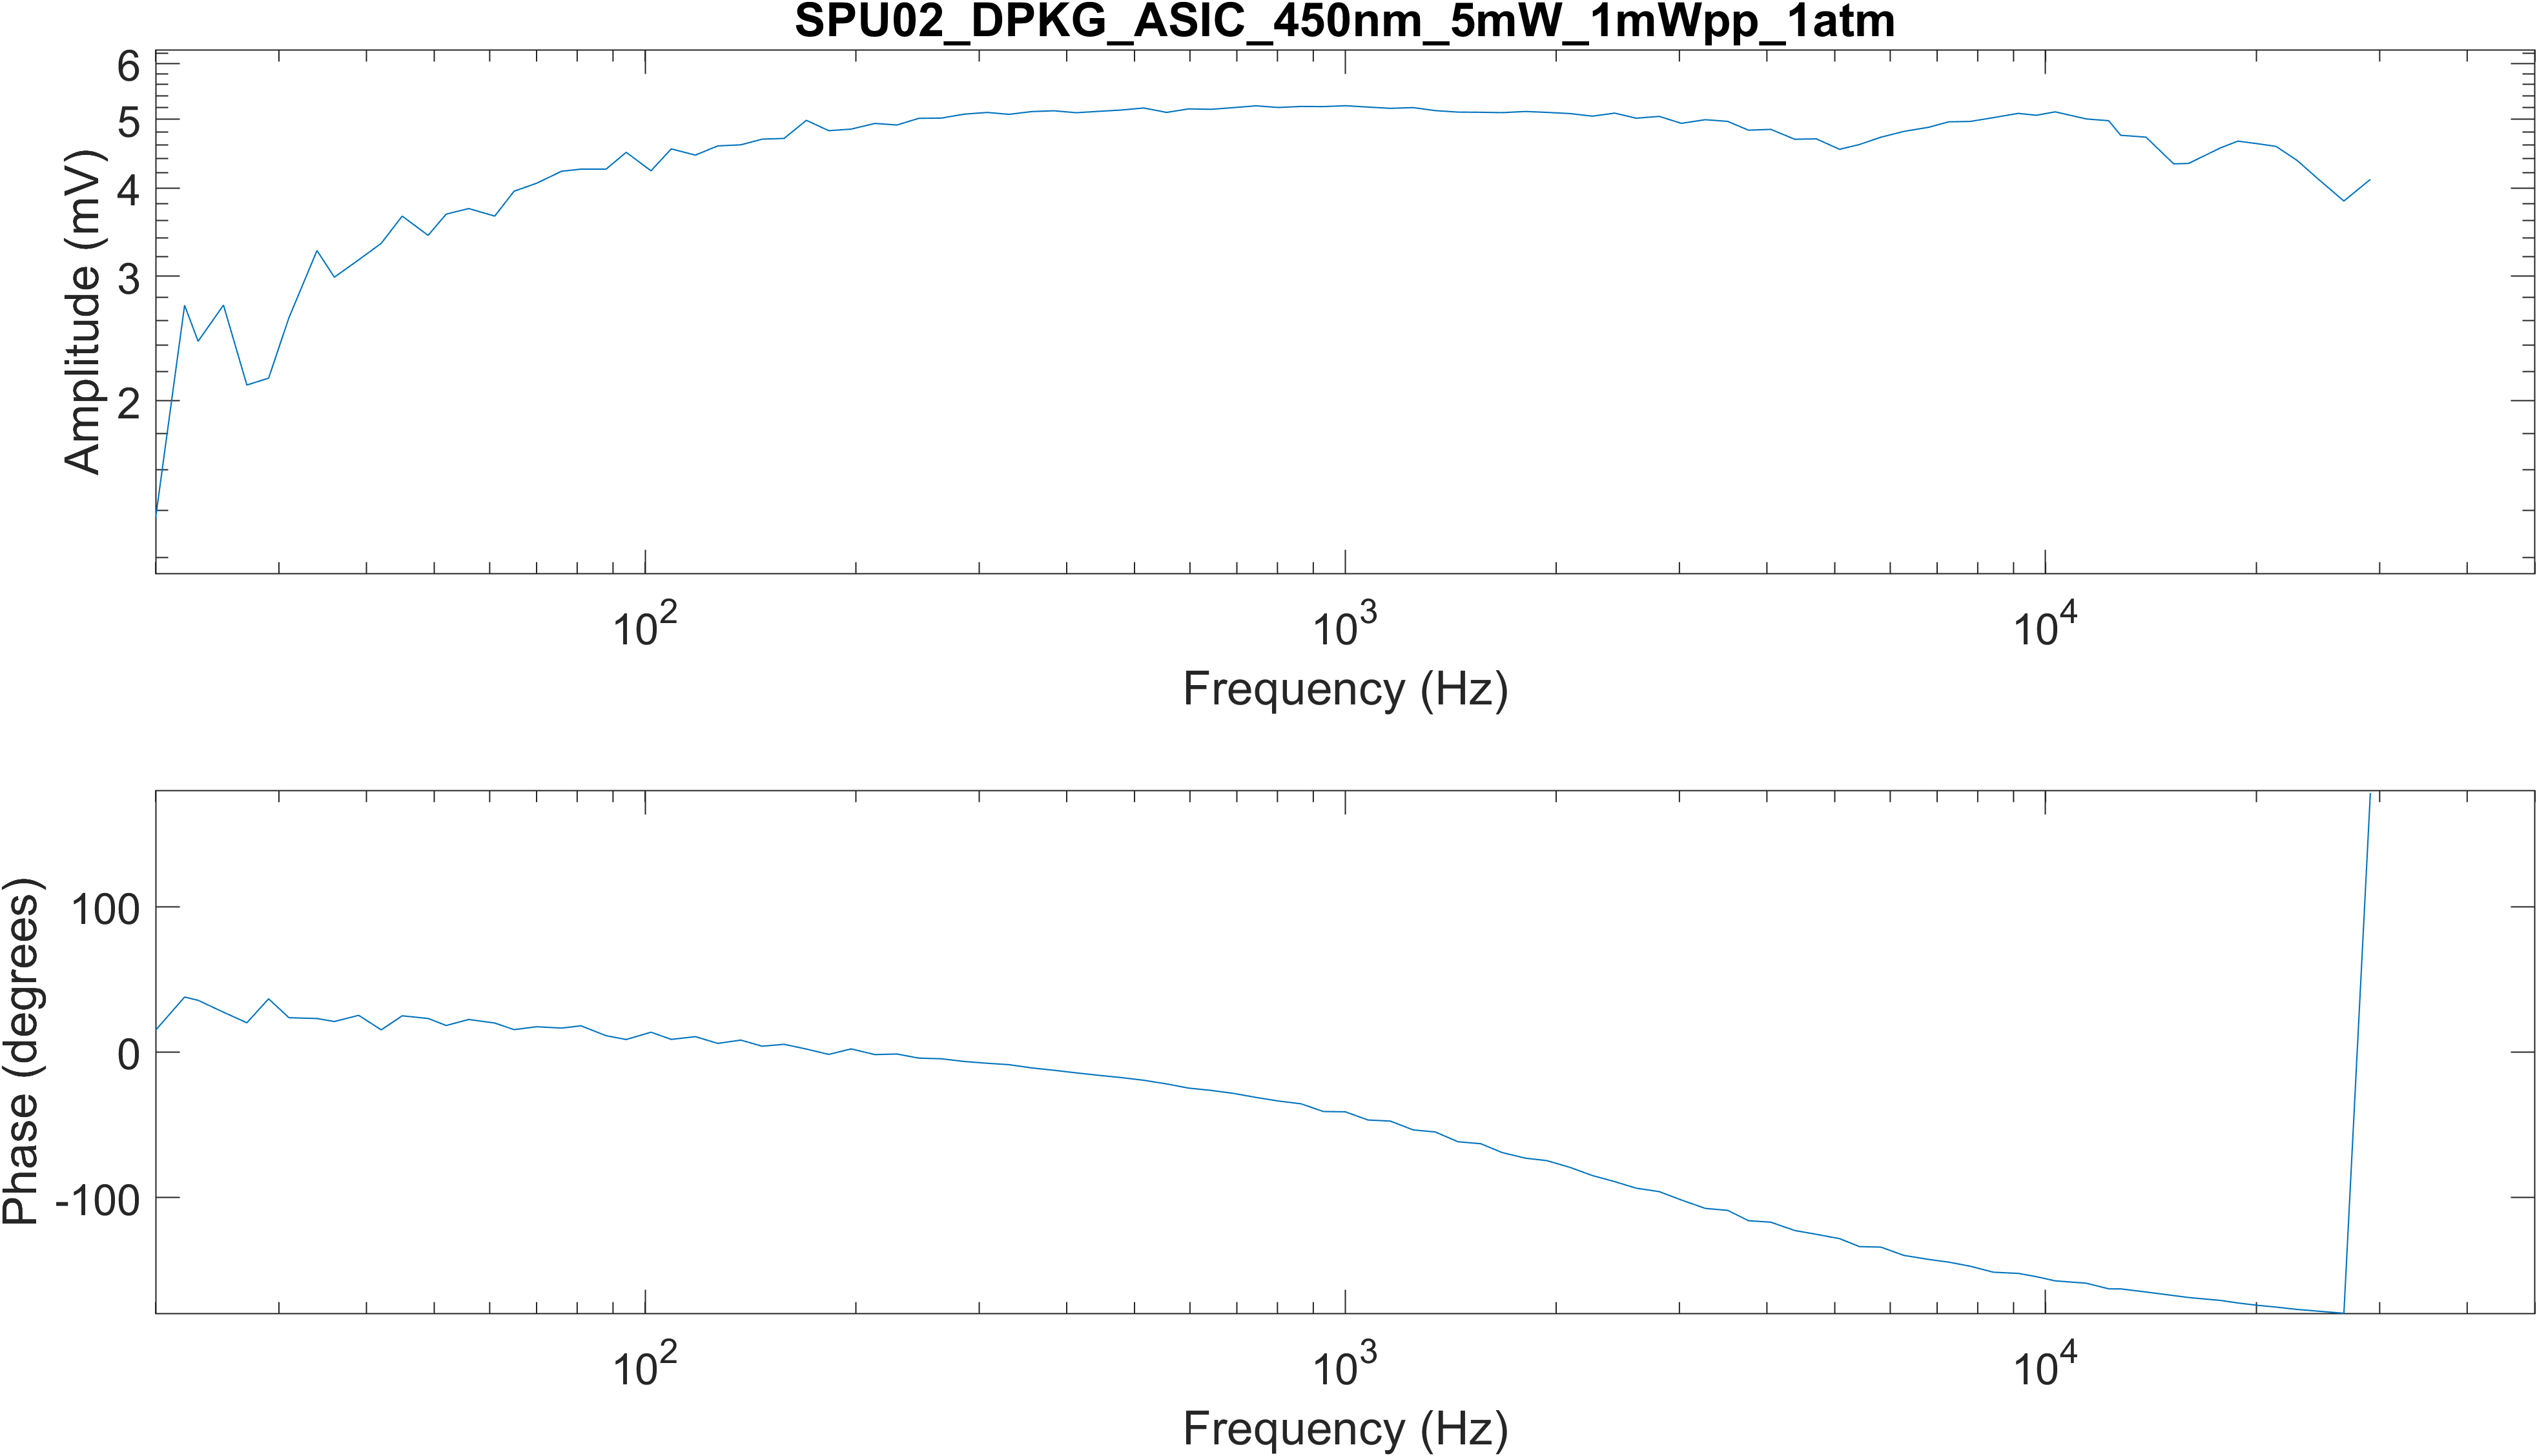 SPU02_DPKG_ASIC_450nm_5mW_1mWpp_1atm
6
5
4
3
2
Amplitude (mV)
10^2 10^3 10^4
Frequency (Hz)
100
0
-100
Phase (degrees)
10^2 10^3 10^4
Frequency (Hz)